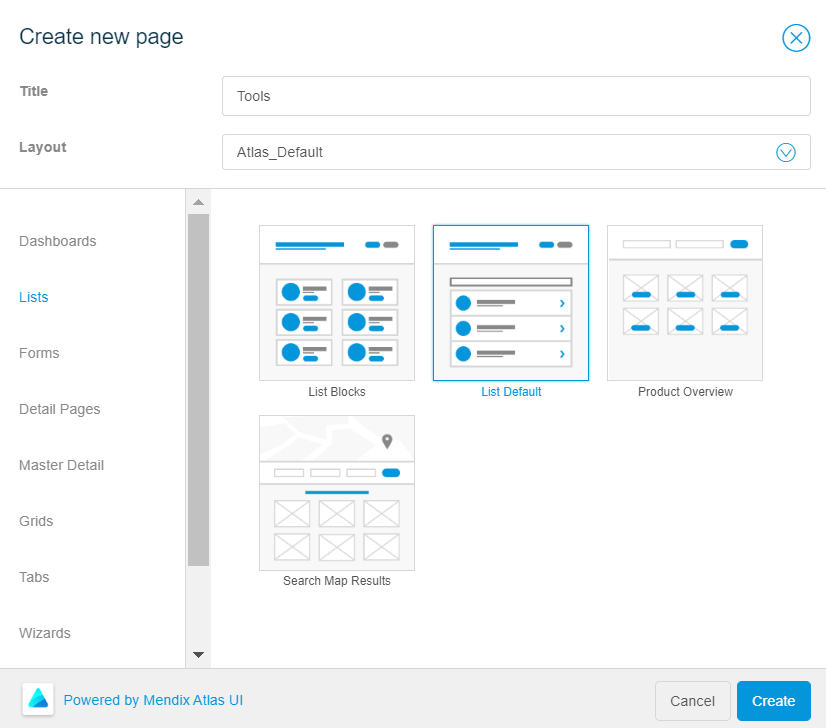 Create new page
Title
Tools
Layout
Atlas_Default
Dashboards
Lists
Forms
Detail Pages
Master Detail
Grids
Tabs
Wizards
List Blocks
List Default
Product Overview
Search Map Results
Powered by Mendix Atlas UI
Cancel
Create